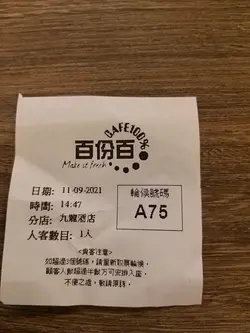 CAFE100%
百份百
Make it fresh
日期: 11-09-2021
時間: 14:47
分店: 九龍灣店
人客數目: 1人
輪候號碼
A75
<貴客注意>
如超過3個號碼，請重新取票輪候，
顧客人數超過半數方可安排入座，
不便之處，敬請原諒。